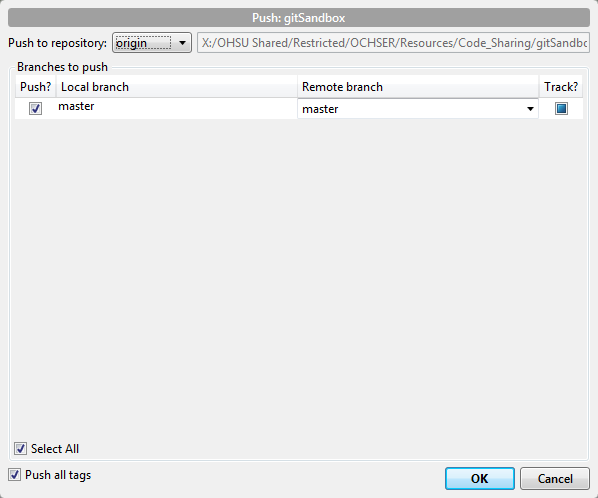 Push: gitSandbox
Push to repository: origin X:/OHSU Shared/Restricted/OCHSER/Resources/Code_Sharing/gitSandbo
Branches to push
Push? Local branch Remote branch Track?
master master
Select All
Push all tags
OK Cancel